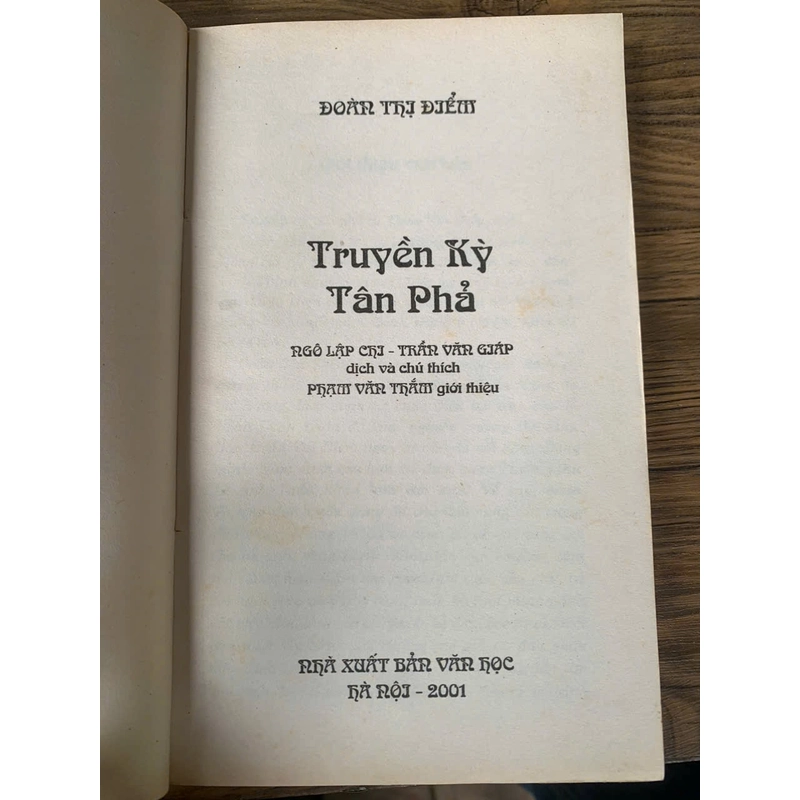 ĐOÀN THỊ ĐIỂM
Truyền Kỳ
Tân Phả
NGÔ LẬP CHI - TRẦN VĂN GIÁP
dịch và chú thích
PHẠM VĂN THẮM giới thiệu
NHÀ XUẤT BẢN VĂN HỌC
HÀ NỘI - 2001